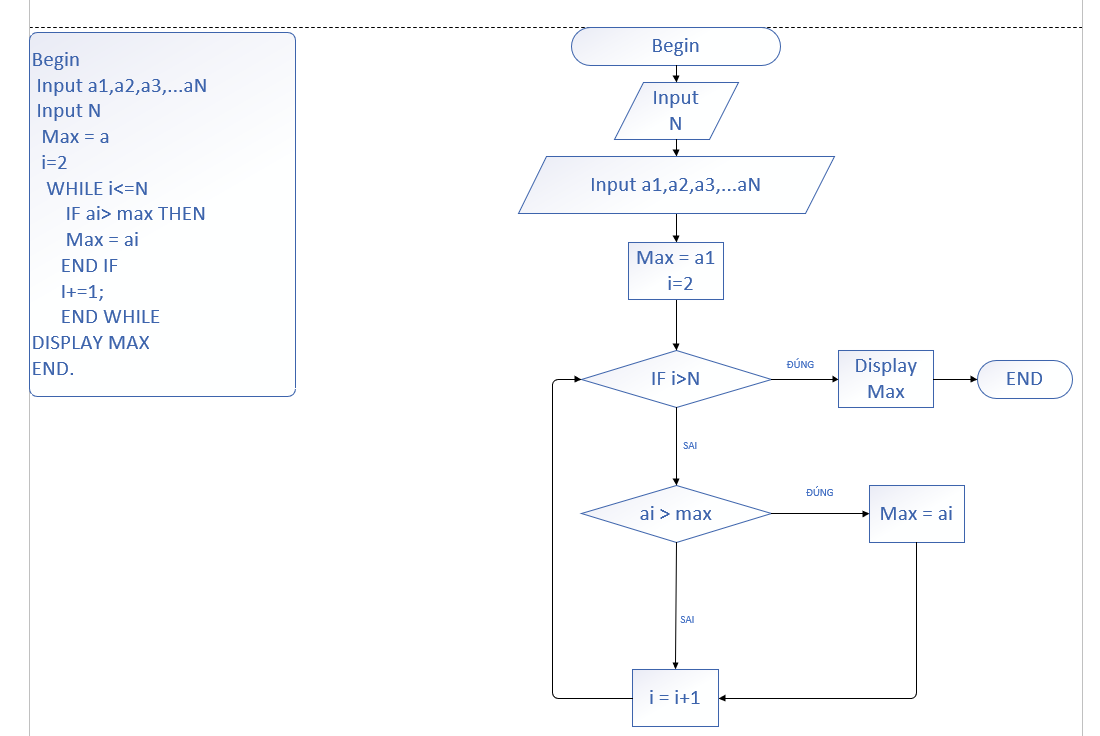 Begin
Input a1,a2,a3,...aN
Input N
Max = a
i=2
WHILE i<=N
IF ai> max THEN
Max = ai
END IF
I+=1;
END WHILE
DISPLAY MAX
END.
Begin
Input
N
Input a1,a2,a3,...aN
Max = a1
i=2
IF i>N
ĐÚNG
Display
Max
END
SAI
ai > max
ĐÚNG
Max = ai
SAI
i = i+1